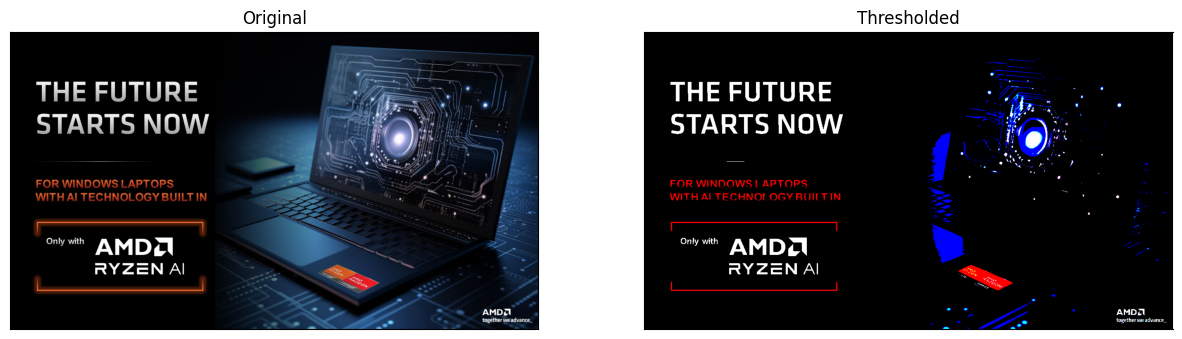 Original
THE FUTURE
STARTS NOW
FOR WINDOWS LAPTOPS
WITH AI TECHNOLOGY BUILT IN
Only with
AMD
RYZEN AI
AMD
together we advance_
Thresholded
THE FUTURE
STARTS NOW
FOR WINDOWS LAPTOPS
WITH AI TECHNOLOGY BUILT IN
Only with
AMD
RYZEN AI
AMD
together we advance_